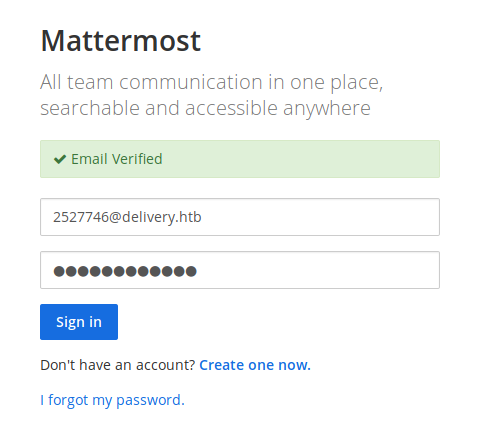 Mattermost
All team communication in one place,
searchable and accessible anywhere
✔ Email Verified
2527746@delivery.htb
●●●●●●●●●●●●
Sign in
Don't have an account? Create one now.
I forgot my password.